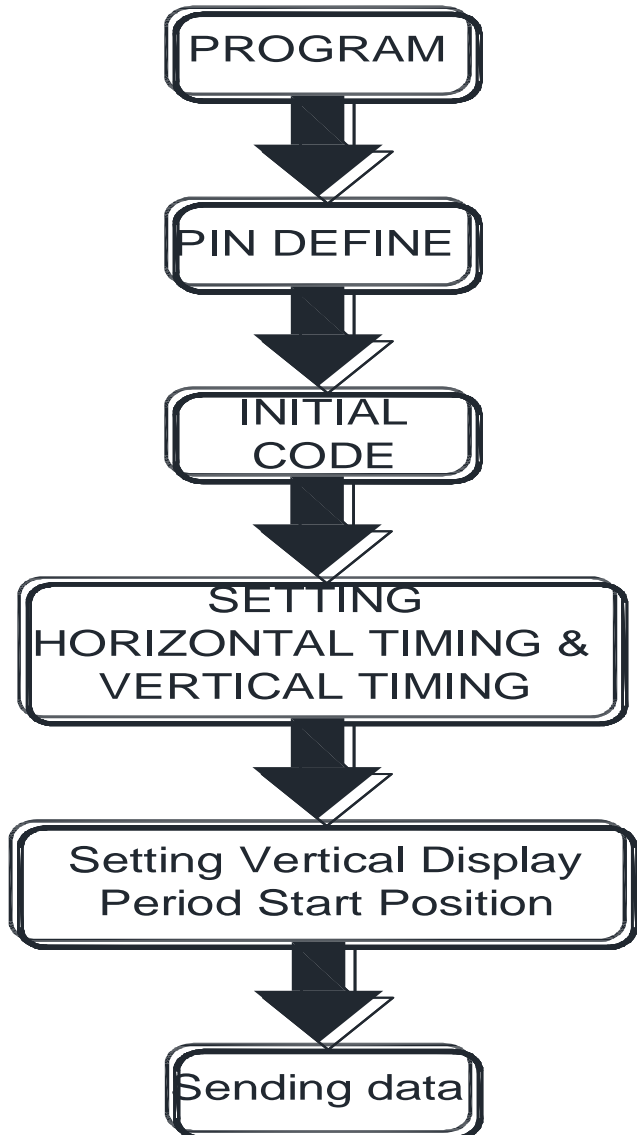 PROGRAM
PIN DEFINE
INITIAL
CODE
SETTING
HORIZONTAL TIMING &
VERTICAL TIMING
Setting Vertical Display
Period Start Position
Sending data